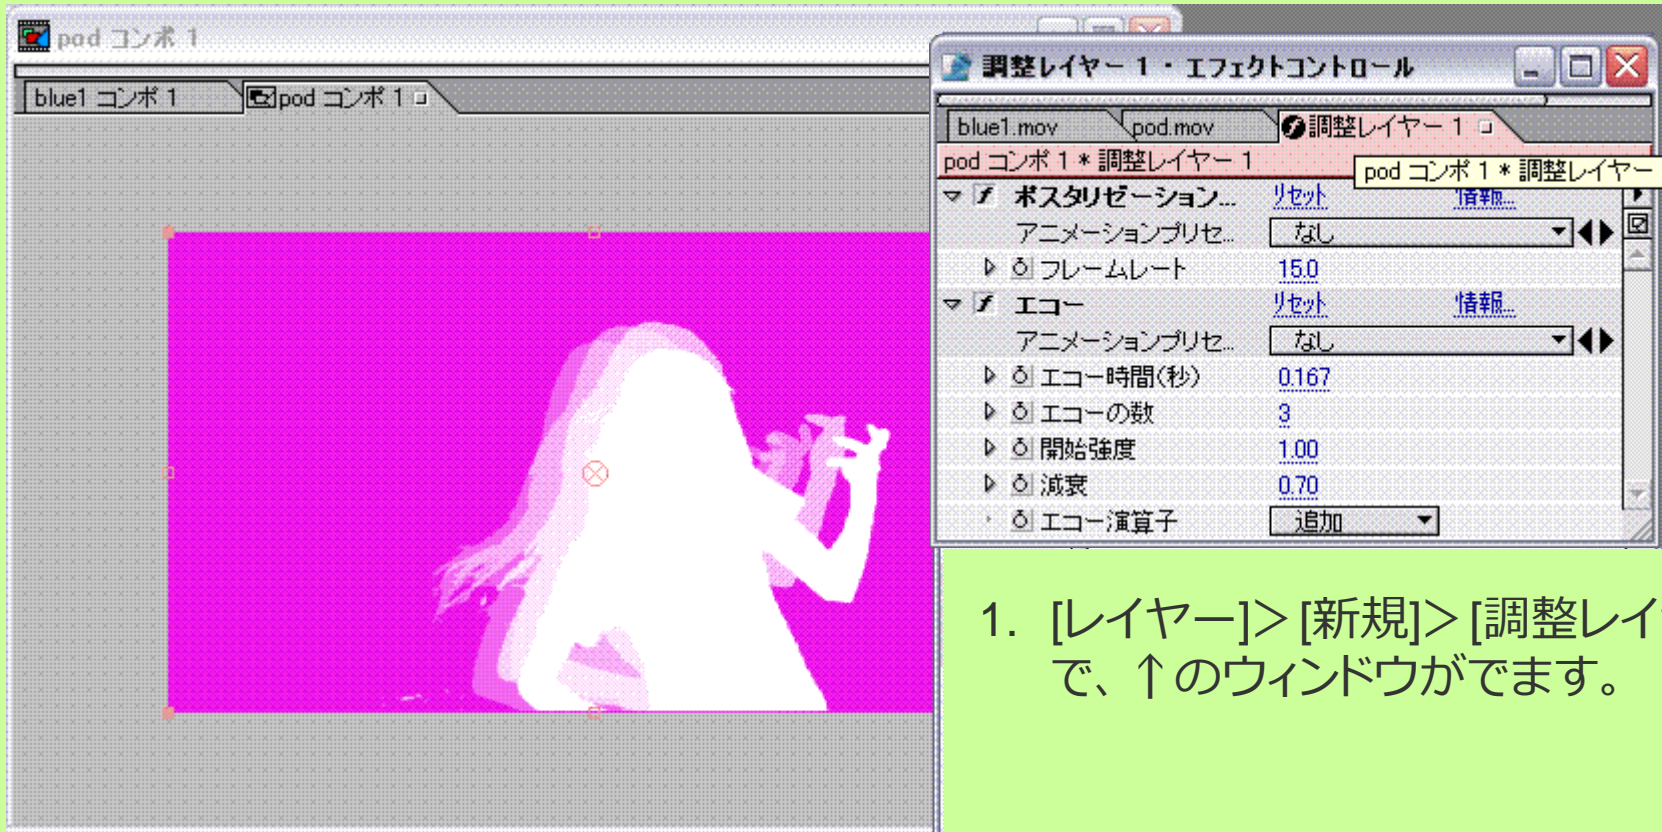 pod コンポ 1
blue1 コンポ 1
pod コンポ 1
調整レイヤー 1・エフェクトコントロール
blue1.mov
pod.mov
調整レイヤー 1
pod コンポ 1 * 調整レイヤー 1
pod コンポ 1 * 調整レイヤー
ポスタリゼーション... リセット 情報...
アニメーションプリセ... なし
フレームレート 15.0
エコー リセット 情報...
アニメーションプリセ... なし
エコー時間(秒) 0.167
エコーの数 3
開始強度 1.00
減衰 0.70
エコー演算子 追加
1. [レイヤー]>[新規]>[調整レイ
で、↑のウィンドウがでます。